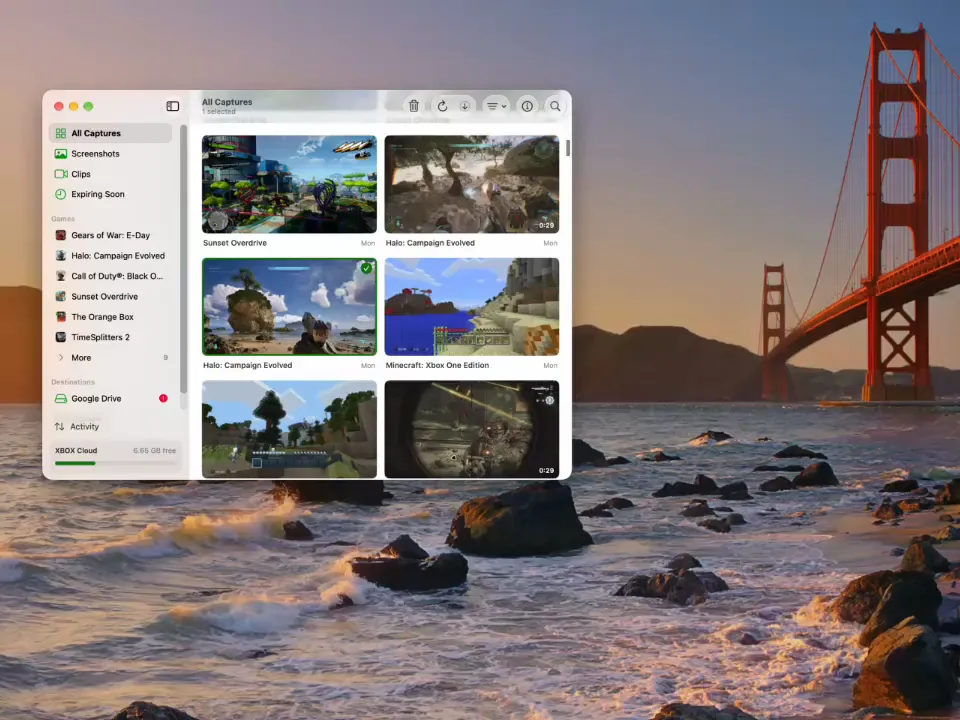 All Captures
1 selected
All Captures
Screenshots
Clips
Expiring Soon
Games
Gears of War: E-Day
Halo: Campaign Evolved
Call of Duty®: Black O...
Sunset Overdrive
The Orange Box
TimeSplitters 2
More 9
Destinations
Google Drive
Activity
XBOX Cloud 6.65 GB free
0:29
Sunset Overdrive Mon
Halo: Campaign Evolved Mon
Halo: Campaign Evolved Mon
Minecraft: Xbox One Edition Mon
0:29